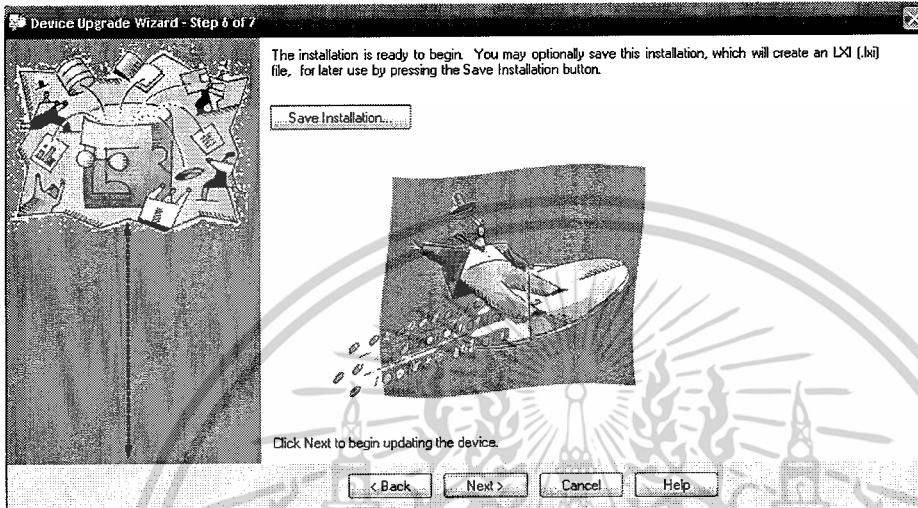 Device Upgrade Wizard - Step 6 of 7
The installation is ready to begin. You may optionally save this installation, which will create an LXI (.lxi)
file, for later use by pressing the Save Installation button.
Save Installation...
Click Next to begin updating the device.
< Back Next > Cancel Help